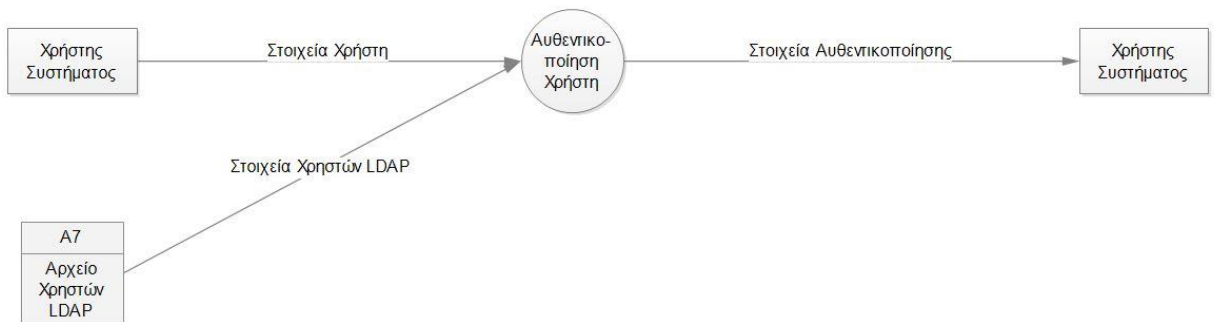 Χρήστης
Συστήματος
Στοιχεία Χρήστη
Αυθεντικο-
ποίηση
Χρήστη
Στοιχεία Αυθεντικοποίησης
Χρήστης
Συστήματος
Στοιχεία Χρηστών LDAP
A7
Αρχείο
Χρηστών
LDAP